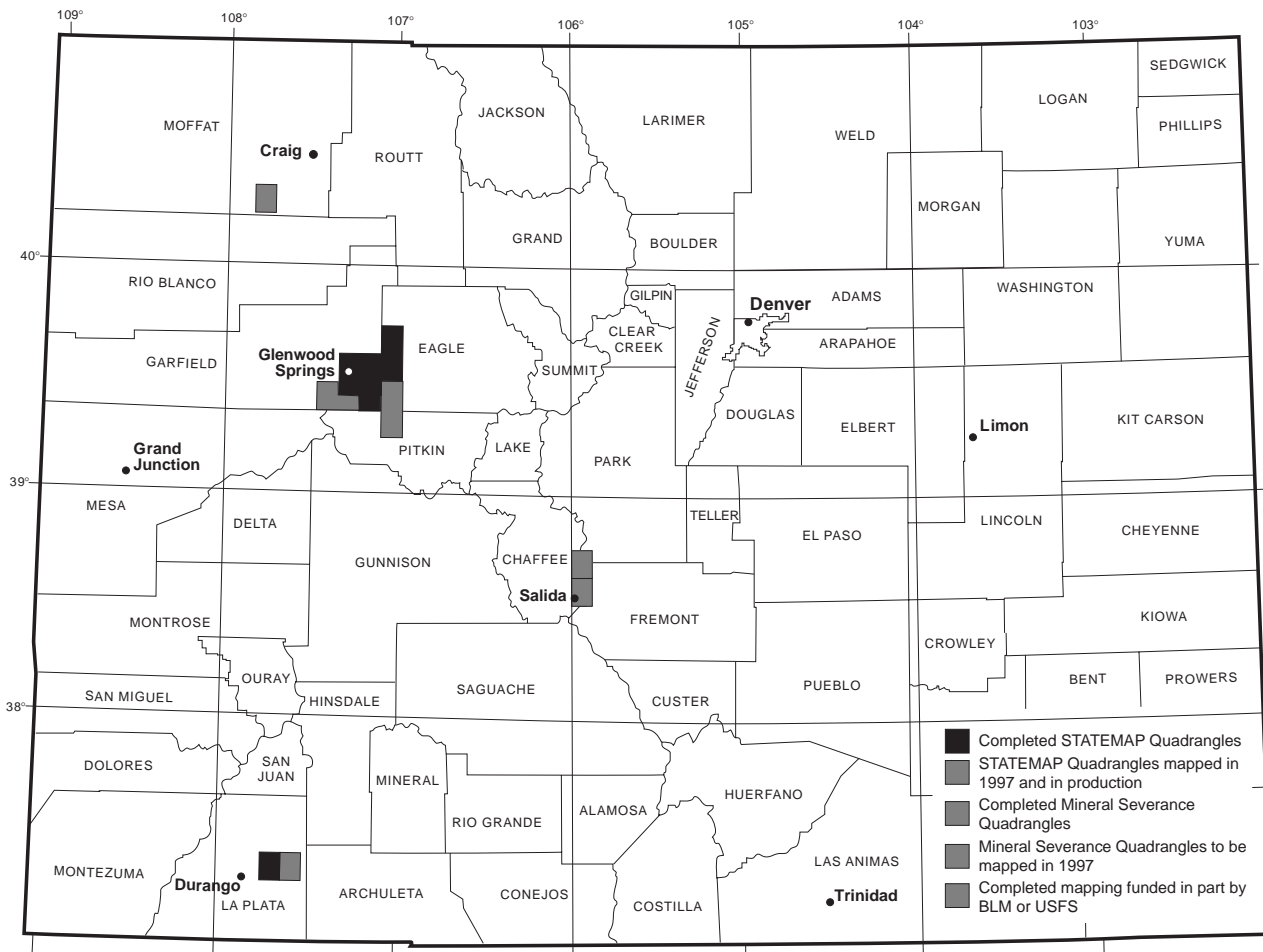 109° 108° 107° 106° 105° 104° 103°
SEDGWICK
LOGAN
JACKSON
LARIMER
PHILLIPS
MOFFAT
WELD
Craig
ROUTT
MORGAN
GRAND
BOULDER
YUMA
40°
RIO BLANCO
WASHINGTON
GILPIN
ADAMS
Denver
CLEAR
CREEK
ARAPAHOE
EAGLE
JEFFERSON
GARFIELD
Glenwood
Springs
SUMMIT
DOUGLAS
ELBERT
Limon
KIT CARSON
Grand
Junction
PITKIN
LAKE
PARK
39°
MESA
DELTA
TELLER
EL PASO
LINCOLN
CHEYENNE
GUNNISON
CHAFFEE
Salida
FREMONT
KIOWA
MONTROSE
CROWLEY
OURAY
SAN MIGUEL
HINSDALE
SAGUACHE
CUSTER
PUEBLO
BENT
PROWERS
38°
DOLORES
SAN
JUAN
MINERAL
RIO GRANDE
ALAMOSA
HUERFANO
MONTEZUMA
Durango
LA PLATA
ARCHULETA
CONEJOS
COSTILLA
LAS ANIMAS
Trinidad
Completed STATEMAP Quadrangles
STATEMAP Quadrangles mapped in
1997 and in production
Completed Mineral Severance
Quadrangles
Mineral Severance Quadrangles to be
mapped in 1997
Completed mapping funded in part by
BLM or USFS